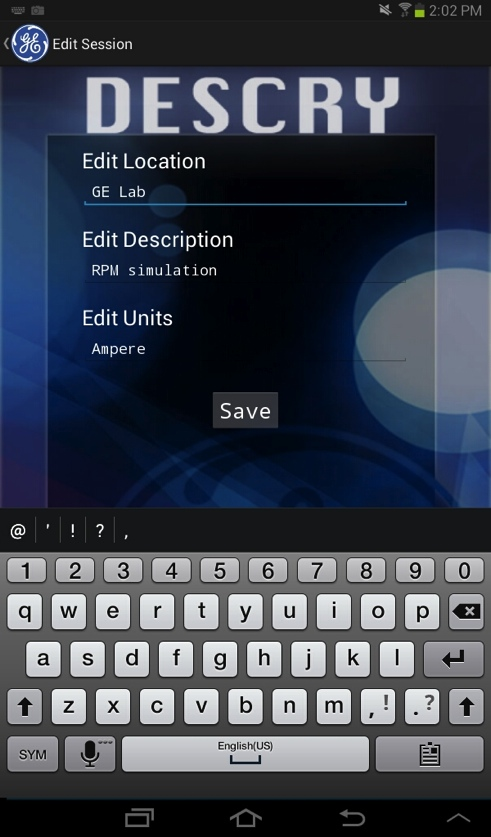 2:02 PM
Edit Session
DESCRY
Edit Location
GE Lab
Edit Description
RPM simulation
Edit Units
Ampere
Save
@ ' ! ? ,
1 2 3 4 5 6 7 8 9 0
q w e r t y u i o p
a s d f g h j k l
z x c v b n m , ! . ?
SYM English(US)